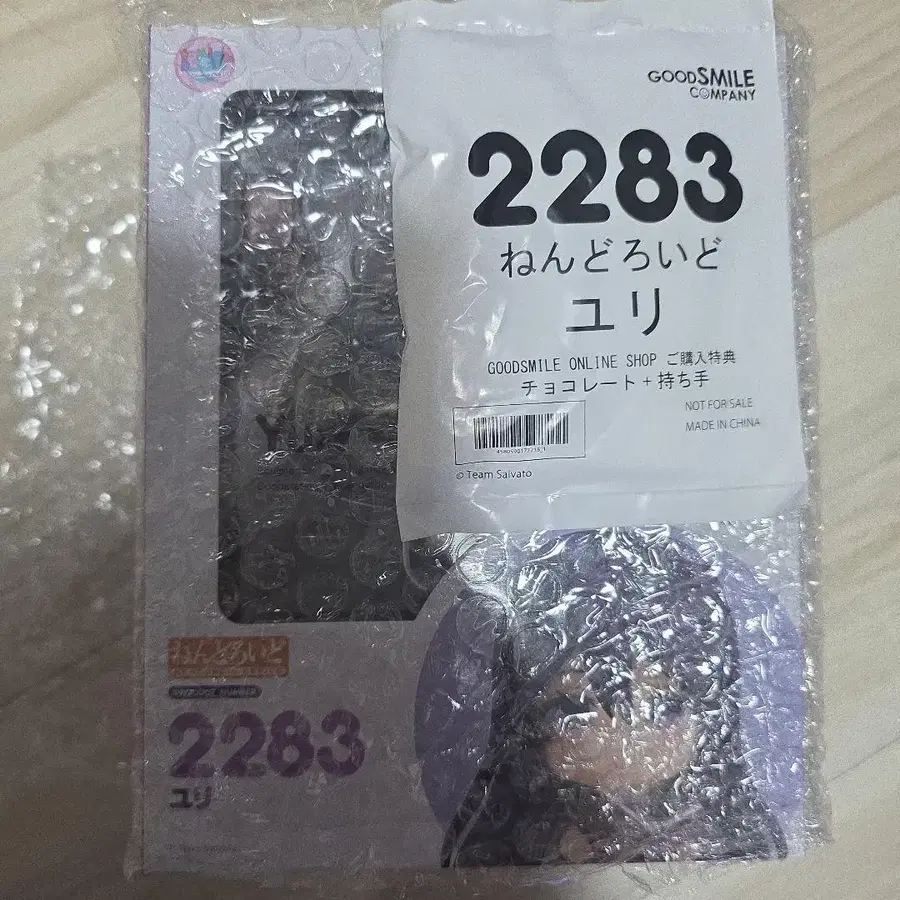 GOODSMILE
COMPANY
2283
ねんどろいど
ユリ
GOODSMILE ONLINE SHOP ご購入特典
チョコレート + 持ち手
NOT FOR SALE
MADE IN CHINA
© Team Salvato
ねんどろいど
2283
ユリ